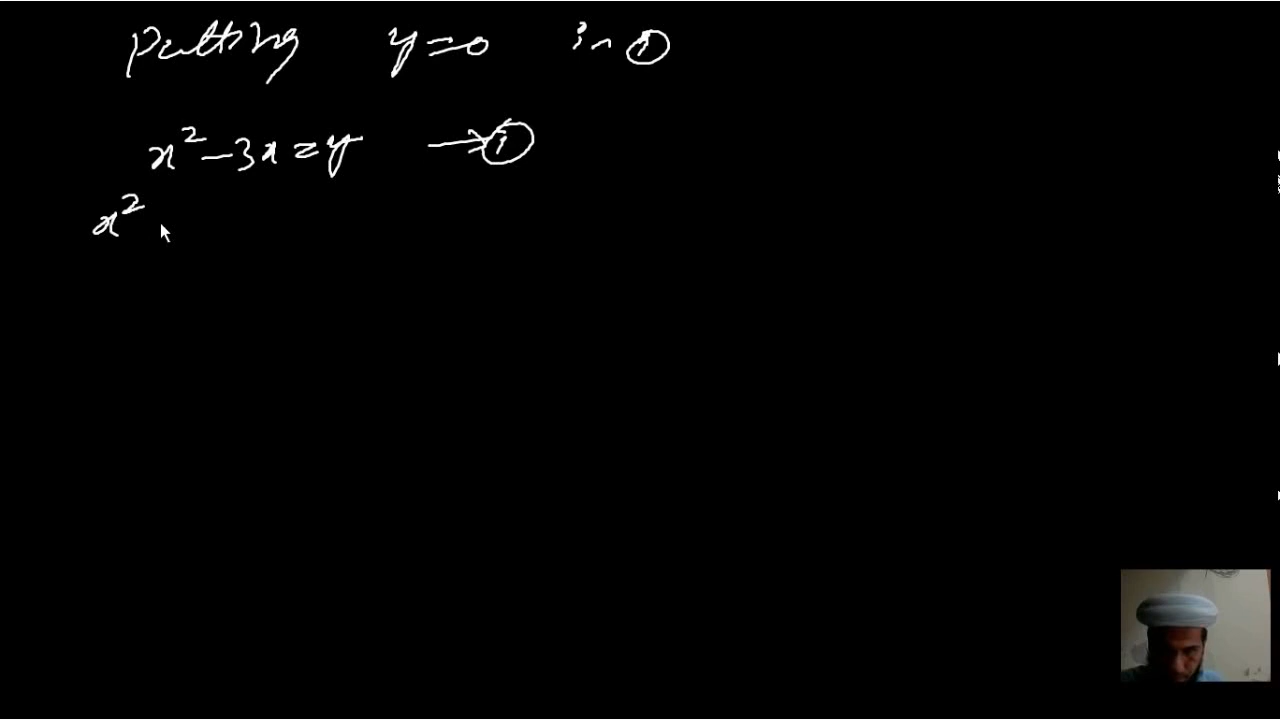 Putting y=0 in ①
x² - 3x = y → ①
x²